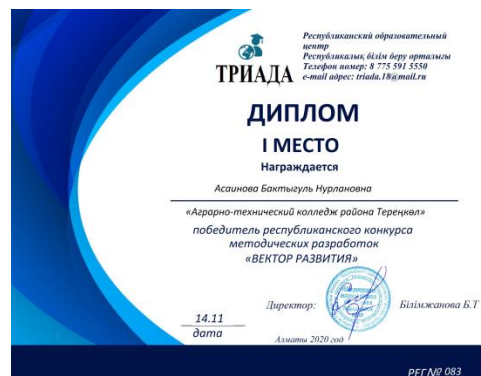 Республиканский образовательный
центр
Республикалық білім беру орталығы
Телефон номер: 8 775 591 5550
e-mail адрес: triada.18@mail.ru
ТРИАДА
ДИПЛОМ
I МЕСТО
Награждается
Асаинова Бактыгуль Нурлановна
«Аграрно-технический колледж района Тереңкөл»
победитель республиканского конкурса
методических разработок
«ВЕКТОР РАЗВИТИЯ»
Директор:
Білімжанова Б.Т
14.11
дата
Алматы 2020 год
РЕГ№ 083